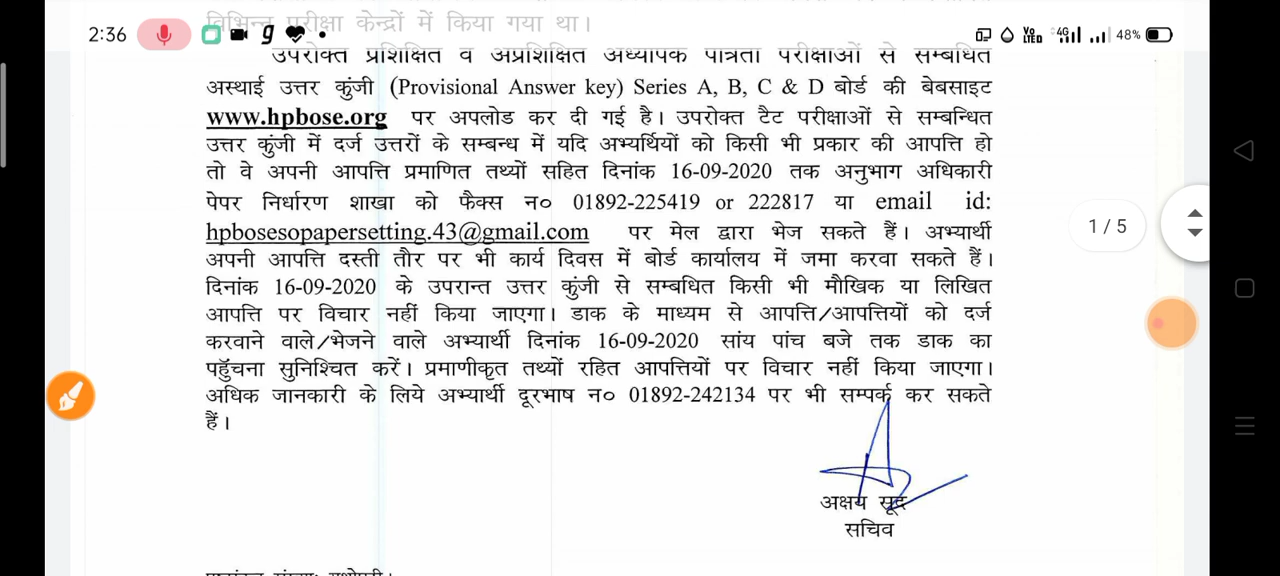 विभिन्न परीक्षा केन्द्रों में किया गया था।
2:36
4G
48%
उपरोक्त प्रशिक्षित व अप्रशिक्षित अध्यापक पात्रता परीक्षाओं से सम्बंधित
अस्थाई उत्तर कुंजी (Provisional Answer key) Series A, B, C & D बोर्ड की बेबसाइट
www.hpbose.org पर अपलोड कर दी गई है। उपरोक्त टैट परीक्षाओं से सम्बन्धित
उत्तर कुंजी में दर्ज उत्तरों के सम्बन्ध में यदि अभ्यर्थियों को किसी भी प्रकार की आपत्ति हो
तो वे अपनी आपत्ति प्रमाणित तथ्यों सहित दिनांक 16-09-2020 तक अनुभाग अधिकारी
पेपर निर्धारण शाखा को फैक्स न० 01892-225419 or 222817 या email id:
hpbosesopapersetting.43@gmail.com पर मेल द्वारा भेज सकते हैं। अभ्यार्थी
अपनी आपत्ति दस्ती तौर पर भी कार्य दिवस में बोर्ड कार्यालय में जमा करवा सकते हैं।
दिनांक 16-09-2020 के उपरान्त उत्तर कुंजी से सम्बंधित किसी भी मौखिक या लिखित
आपत्ति पर विचार नहीं किया जाएगा। डाक के माध्यम से आपत्ति/आपत्तियों को दर्ज
करवाने वाले/भेजने वाले अभ्यार्थी दिनांक 16-09-2020 सांय पांच बजे तक डाक का
पहुॅंचना सुनिश्चित करें। प्रमाणीकृत तथ्यों रहित आपत्तियों पर विचार नहीं किया जाएगा।
अधिक जानकारी के लिये अभ्यार्थी दूरभाष न० 01892-242134 पर भी सम्पर्क कर सकते
हैं।
1 / 5
अक्षय सूद
सचिव